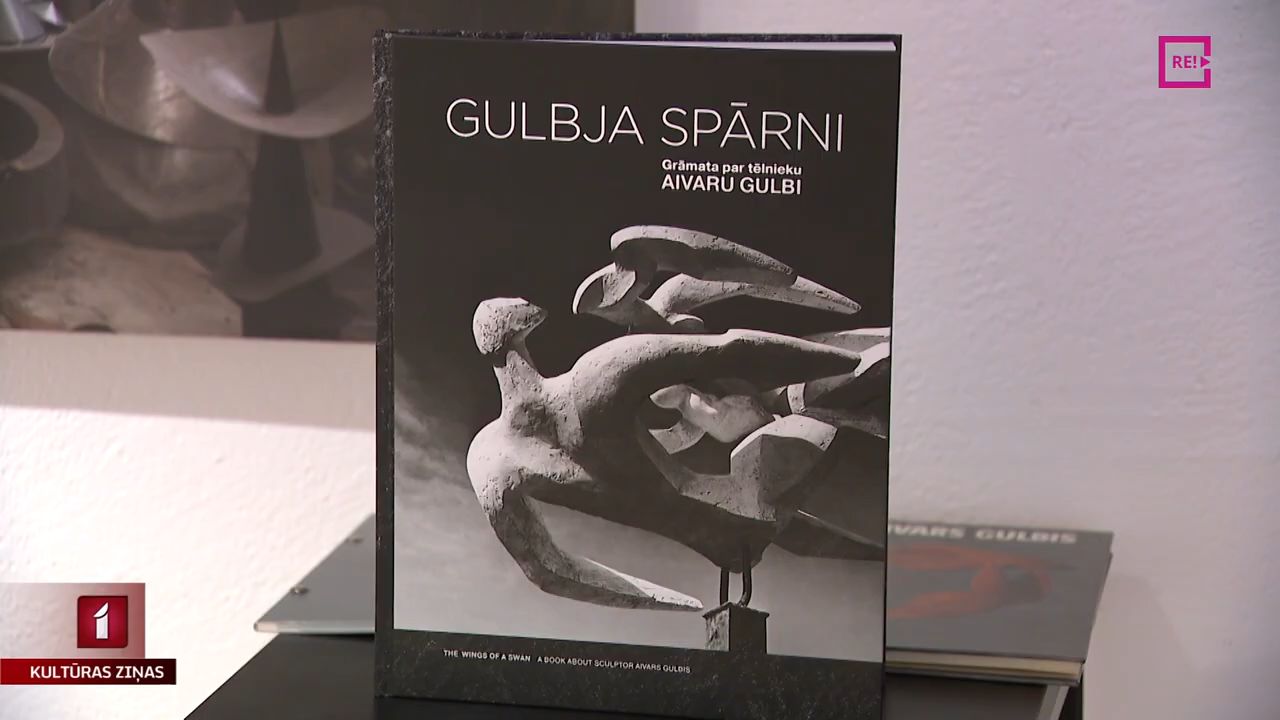 RE!
GULBJA SPĀRNI
Grāmata par tēlnieku
AIVARU GULBI
IVARS GULBIS
THE WINGS OF A SWAN A BOOK ABOUT SCULPTOR AIVARS GULBIS
1
KULTŪRAS ZIŅAS